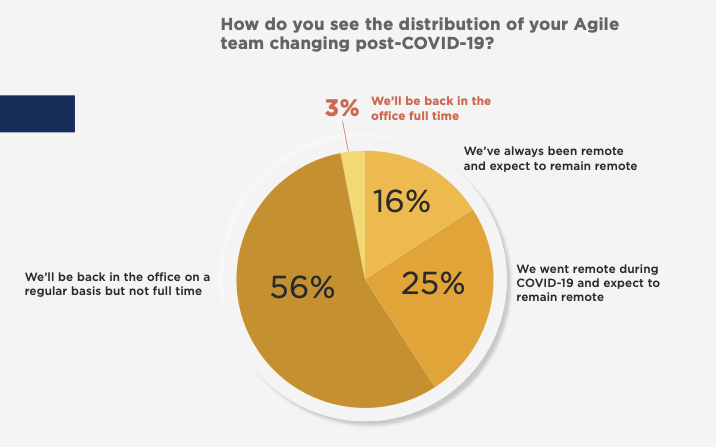 How do you see the distribution of your Agile
team changing post-COVID-19?
3%
We'll be back in the
office full time
We've always been remote
and expect to remain remote
16%
We went remote during
COVID-19 and expect to
remain remote
25%
We'll be back in the office on a
regular basis but not full time
56%